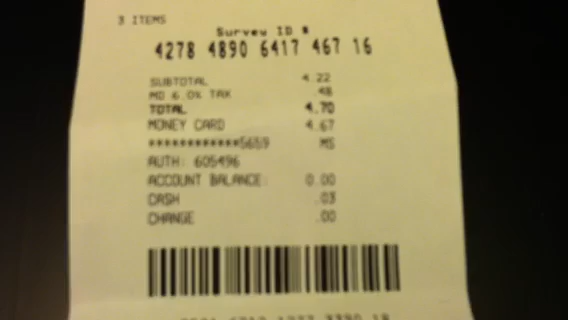 3 ITEMS
Survey ID #
4278 4890 6417 467 16
SUBTOTAL 4.22
MD 6.0% TAX 48
TOTAL 4.70
MONEY CARD 4.67
************5659 MS
AUTH: 605496
ACCOUNT BALANCE: 0.00
CASH .03
CHANGE .00